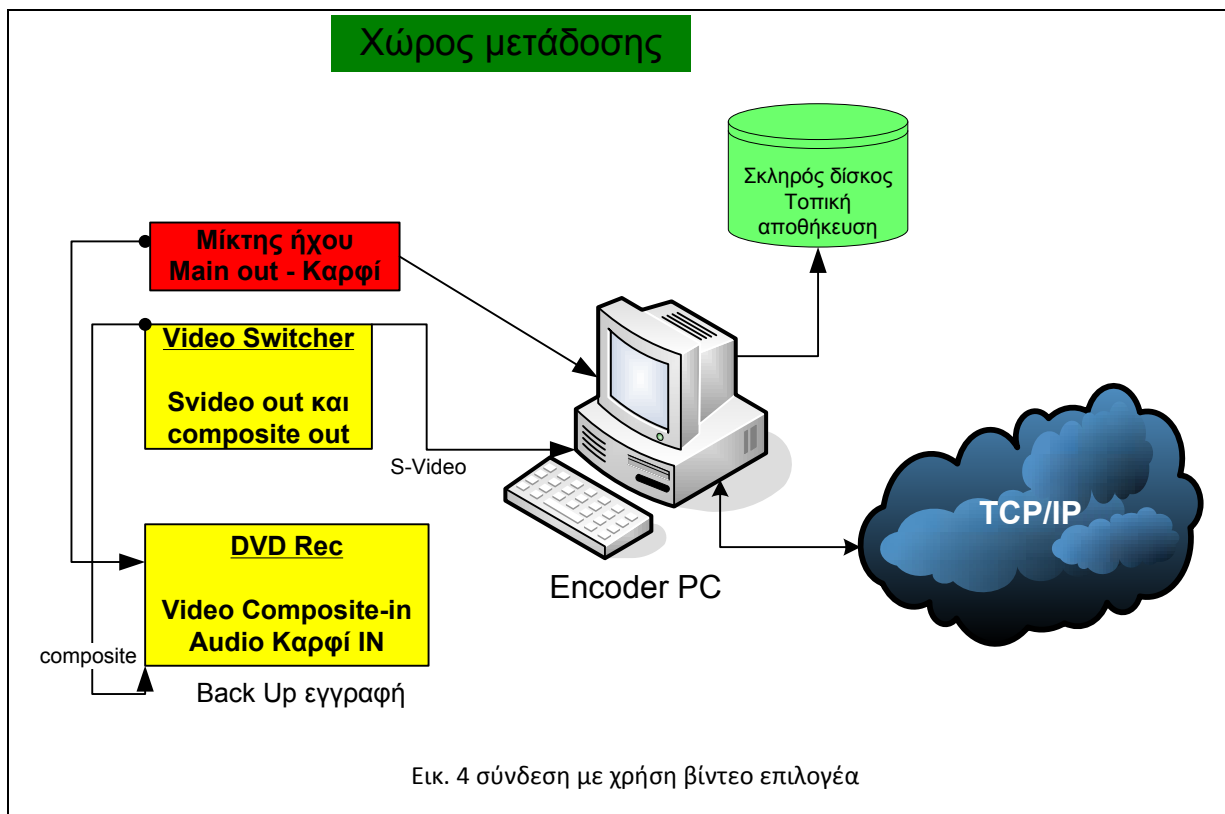 Χώρος μετάδοσης
Σκληρός δίσκος
Τοπική
αποθήκευση
Μίκτης ήχου
Main out - Καρφί
Video Switcher
Svideo out και
composite out
S-Video
TCP/IP
Encoder PC
DVD Rec
Video Composite-in
Audio Καρφί IN
composite
Back Up εγγραφή
Εικ. 4 σύνδεση με χρήση βίντεο επιλογέα